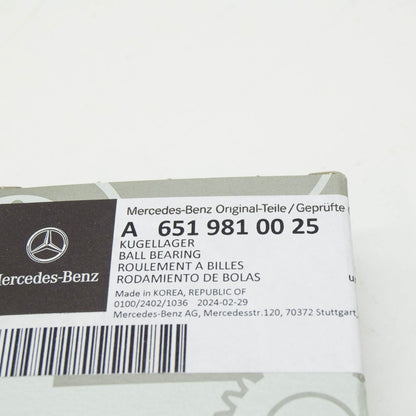 Mercedes-Benz Original-Teile / Geprüfte
A 651 981 00 25
KUGELLAGER
BALL BEARING
ROULEMENT A BILLES
RODAMIENTO DE BOLAS
Mercedes-Benz
Made in KOREA, REPUBLIC OF
0100/2402/1036 2024-02-29
Mercedes-Benz AG, Mercedesstr.120, 70372 Stuttgart,